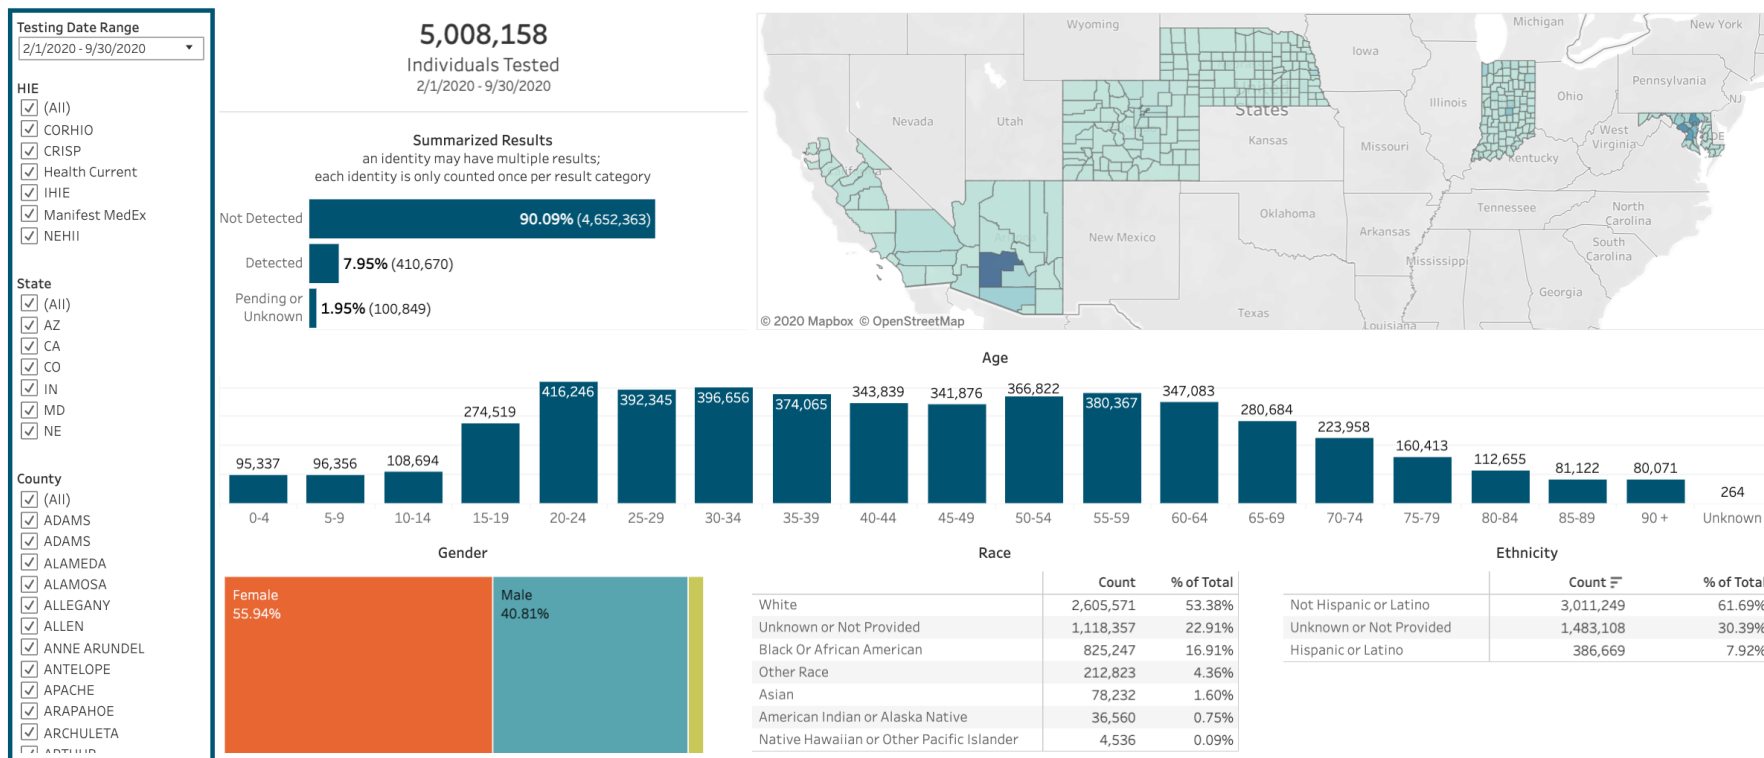 Testing Date Range
2/1/2020 - 9/30/2020
HIE
(All)
CORHIO
CRISP
Health Current
IHIE
Manifest MedEx
NEHII
State
(All)
AZ
CA
CO
IN
MD
NE
County
(All)
ADAMS
ADAMS
ALAMEDA
ALAMOSA
ALLEGANY
ALLEN
ANNE ARUNDEL
ANTELOPE
APACHE
ARAPAHOE
ARCHULETA
ARTHUR
5,008,158
Individuals Tested
2/1/2020 - 9/30/2020
Summarized Results
an identity may have multiple results;
each identity is only counted once per result category
Not Detected
90.09% (4,652,363)
Detected
7.95% (410,670)
Pending or
Unknown
1.95% (100,849)
Wyoming
Michigan
New York
Iowa
Nevada
Utah
States
Illinois
Ohio
Pennsylvania
NJ
Kansas
Missouri
West
Virginia
DE
Kentucky
New Mexico
Oklahoma
Arkansas
Tennessee
North
Carolina
South
Carolina
Mississippi
Georgia
Texas
Louisiana
© 2020 Mapbox © OpenStreetMap
Age
95,337
96,356
108,694
274,519
416,246
392,345
396,656
374,065
343,839
341,876
366,822
380,367
347,083
280,684
223,958
160,413
112,655
81,122
80,071
264
0-4
5-9
10-14
15-19
20-24
25-29
30-34
35-39
40-44
45-49
50-54
55-59
60-64
65-69
70-74
75-79
80-84
85-89
90 +
Unknown
Gender
Female
55.94%
Male
40.81%
Race
Count % of Total
White 2,605,571 53.38%
Unknown or Not Provided 1,118,357 22.91%
Black Or African American 825,247 16.91%
Other Race 212,823 4.36%
Asian 78,232 1.60%
American Indian or Alaska Native 36,560 0.75%
Native Hawaiian or Other Pacific Islander 4,536 0.09%
Ethnicity
Count % of Total
Not Hispanic or Latino 3,011,249 61.69%
Unknown or Not Provided 1,483,108 30.39%
Hispanic or Latino 386,669 7.92%